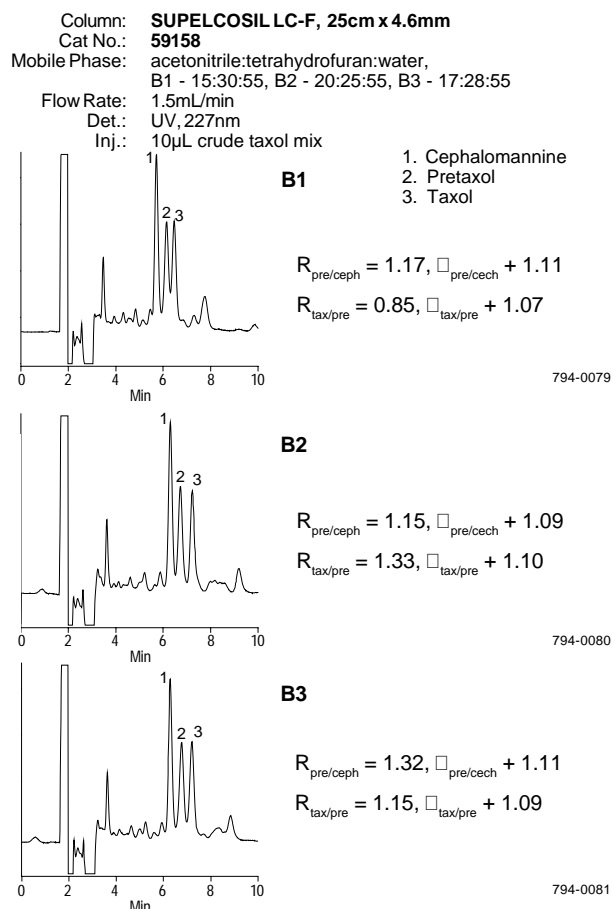 Column: SUPELCOSIL LC-F, 25cm x 4.6mm
Cat No.: 59158
Mobile Phase: acetonitrile:tetrahydrofuran:water,
B1 - 15:30:55, B2 - 20:25:55, B3 - 17:28:55
Flow Rate: 1.5mL/min
Det.: UV, 227nm
Inj.: 10µL crude taxol mix
1. Cephalomannine
2. Pretaxol
3. Taxol
B1
1
2 3
R pre/ceph = 1.17, □ pre/cech + 1.11
R tax/pre = 0.85, □ tax/pre + 1.07
0 2 4 6 8 10
Min
794-0079
B2
1
2 3
R pre/ceph = 1.15, □ pre/cech + 1.09
R tax/pre = 1.33, □ tax/pre + 1.10
0 2 4 6 8 10
Min
794-0080
B3
1
2 3
R pre/ceph = 1.32, □ pre/cech + 1.11
R tax/pre = 1.15, □ tax/pre + 1.09
0 2 4 6 8 10
Min
794-0081